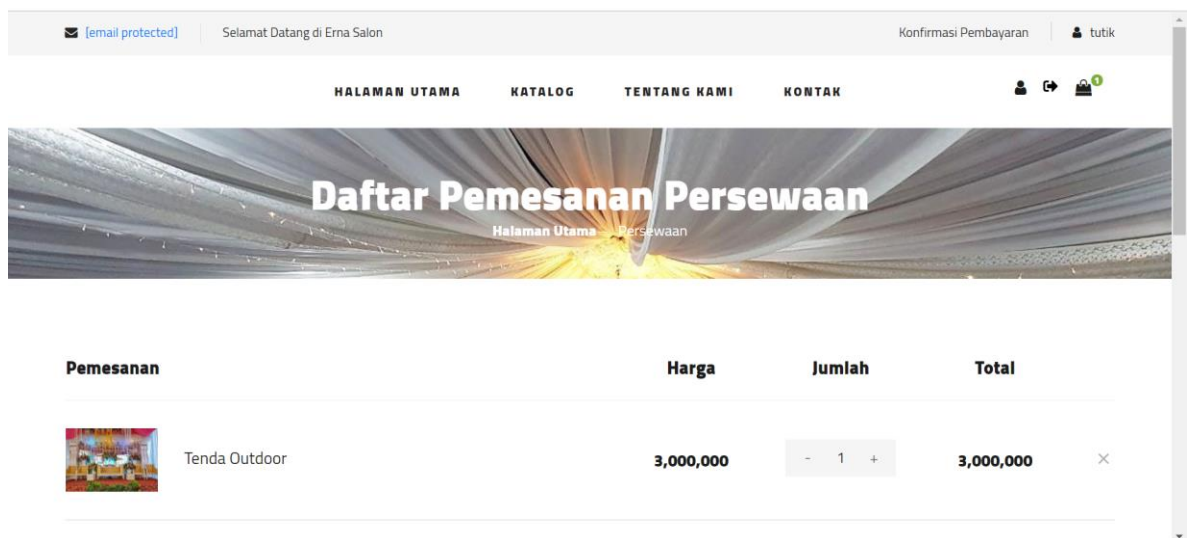 [email protected] Selamat Datang di Erna Salon Konfirmasi Pembayaran tutik
HALAMAN UTAMA KATALOG TENTANG KAMI KONTAK 1
Daftar Pemesanan Persewaan
Halaman Utama Persewaan
Pemesanan Harga Jumlah Total
Tenda Outdoor 3,000,000 - 1 + 3,000,000 ×